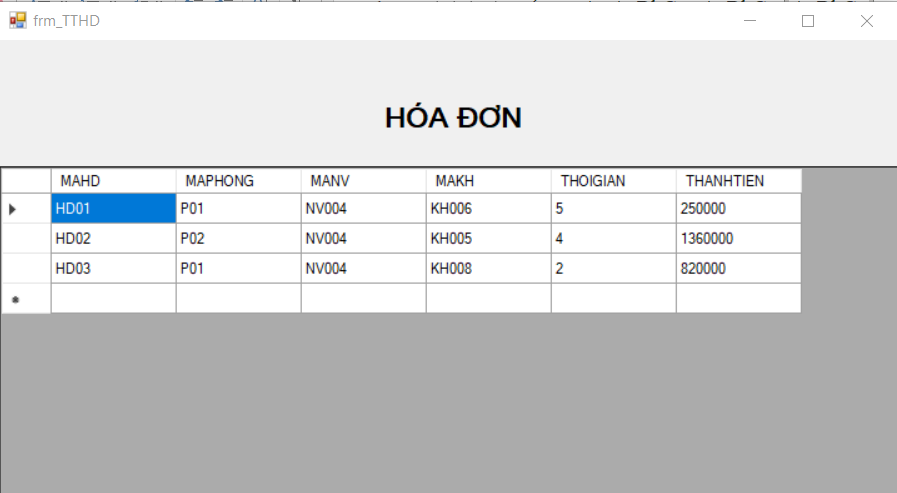 frm_TTHD
HÓA ĐƠN
MAHD MAPHONG MANV MAKH THOIGIAN THANHTIEN
HD01 P01 NV004 KH006 5 250000
HD02 P02 NV004 KH005 4 1360000
HD03 P01 NV004 KH008 2 820000